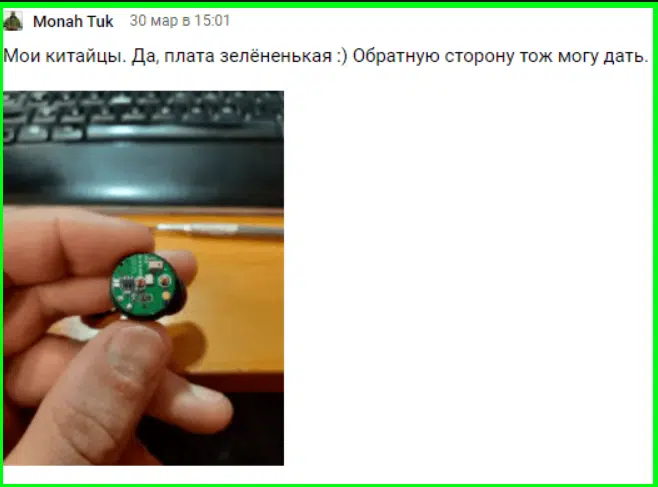 Monah Tuk 30 мар в 15:01
Мои китайцы. Да, плата зелёненькая :) Обратную сторону тож могу дать.